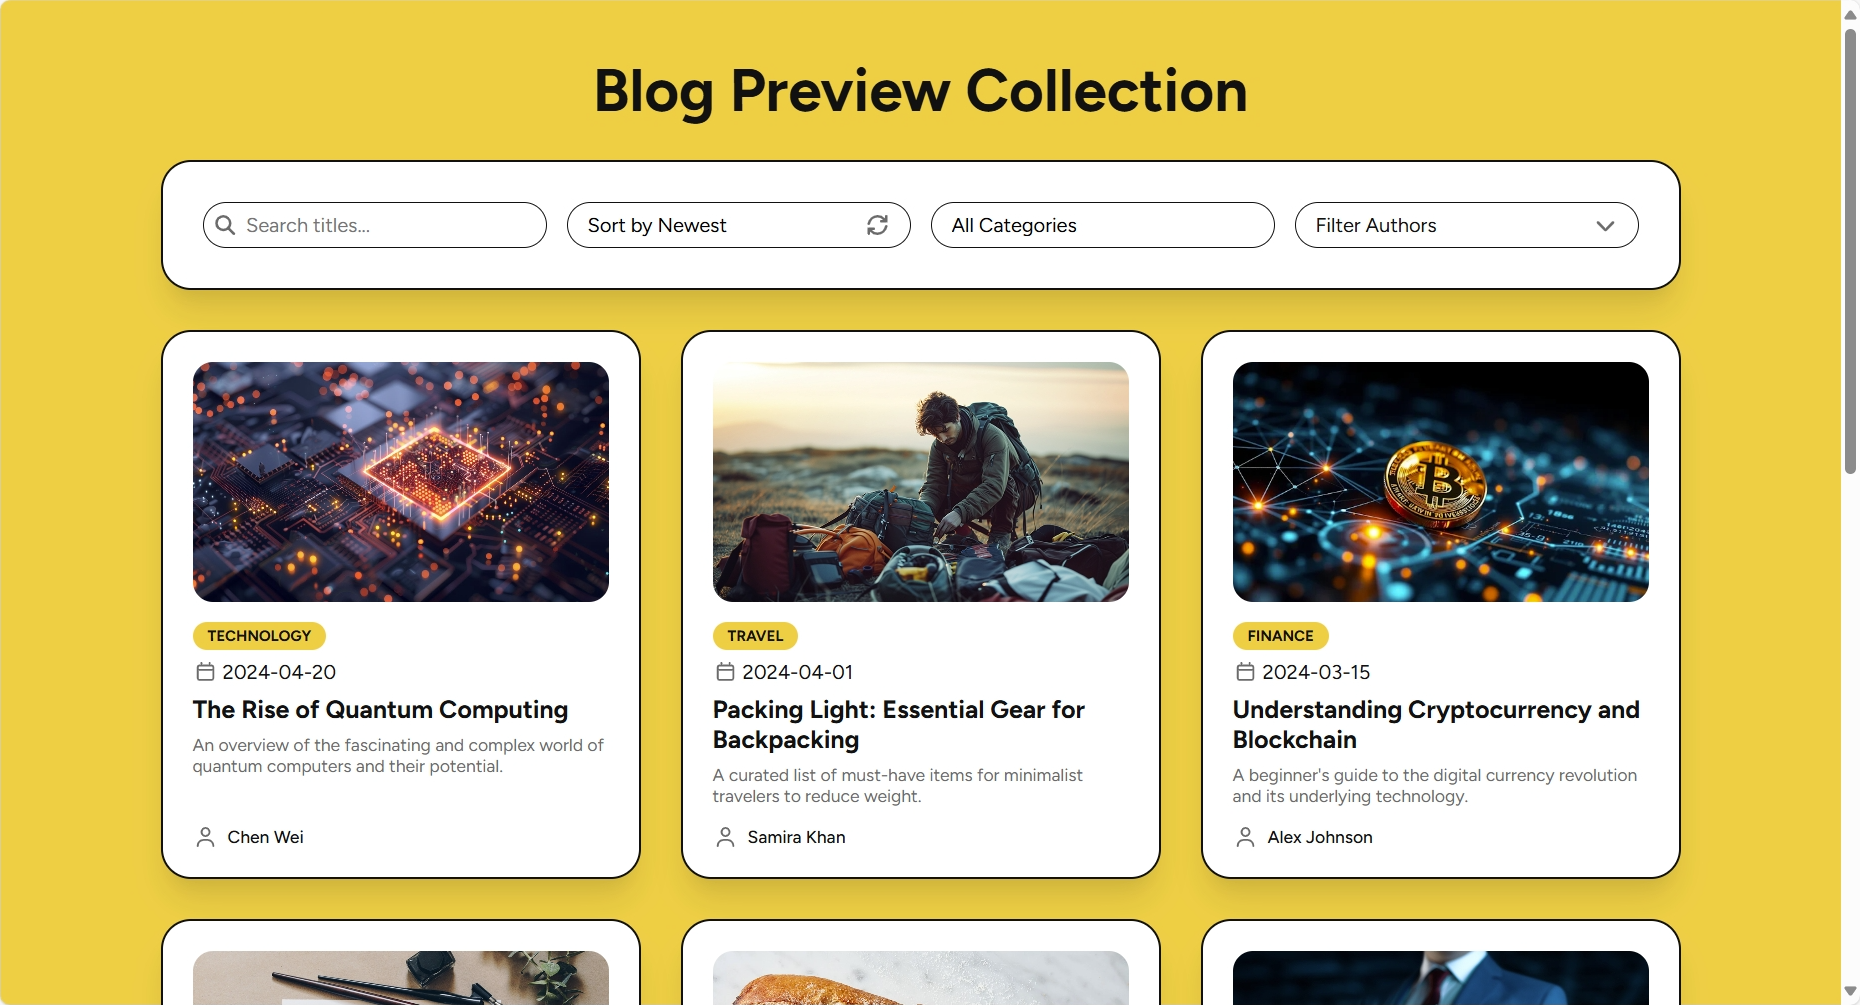 Blog Preview Collection
Search titles...
Sort by Newest
All Categories
Filter Authors
TECHNOLOGY
2024-04-20
The Rise of Quantum Computing
An overview of the fascinating and complex world of
quantum computers and their potential.
Chen Wei
TRAVEL
2024-04-01
Packing Light: Essential Gear for
Backpacking
A curated list of must-have items for minimalist
travelers to reduce weight.
Samira Khan
FINANCE
2024-03-15
Understanding Cryptocurrency and
Blockchain
A beginner's guide to the digital currency revolution
and its underlying technology.
Alex Johnson